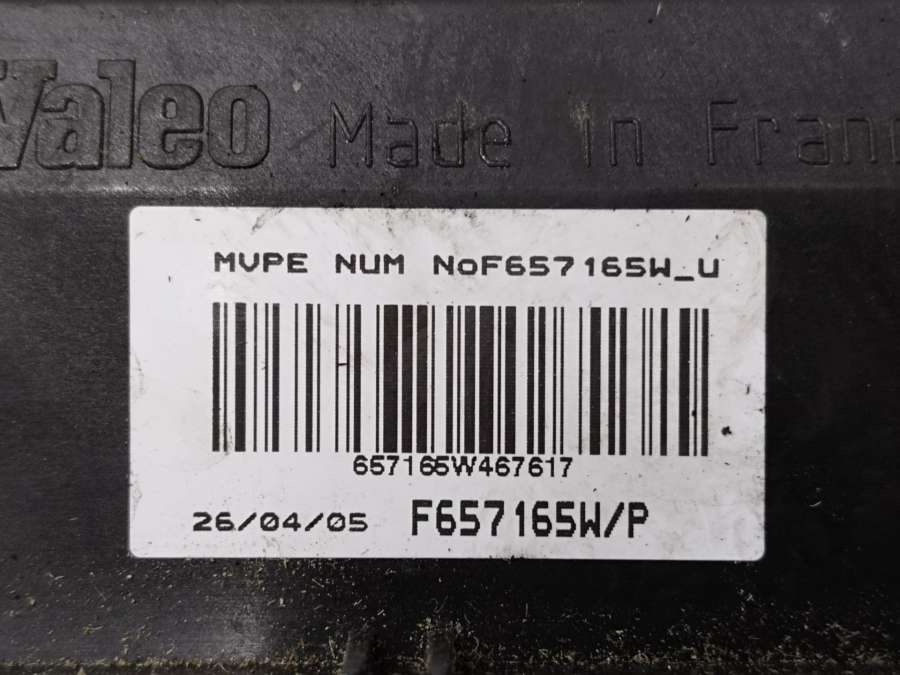 Valeo Made In Fran
MVPE NUM NoF657165W_U
657165W467617
26/04/05 F657165W/P